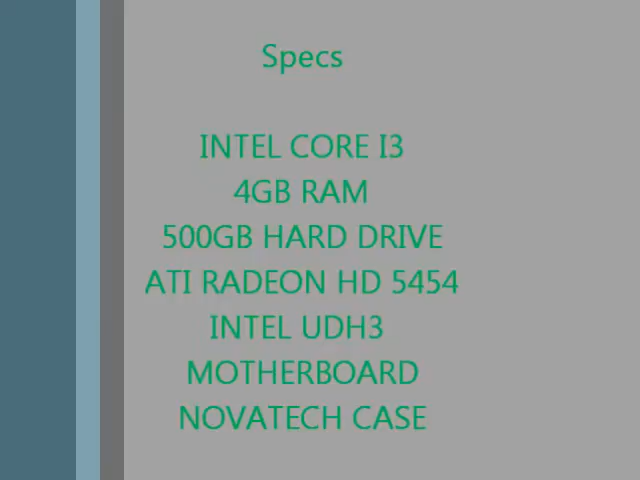 Specs
INTEL CORE I3
4GB RAM
500GB HARD DRIVE
ATI RADEON HD 5454
INTEL UDH3
MOTHERBOARD
NOVATECH CASE